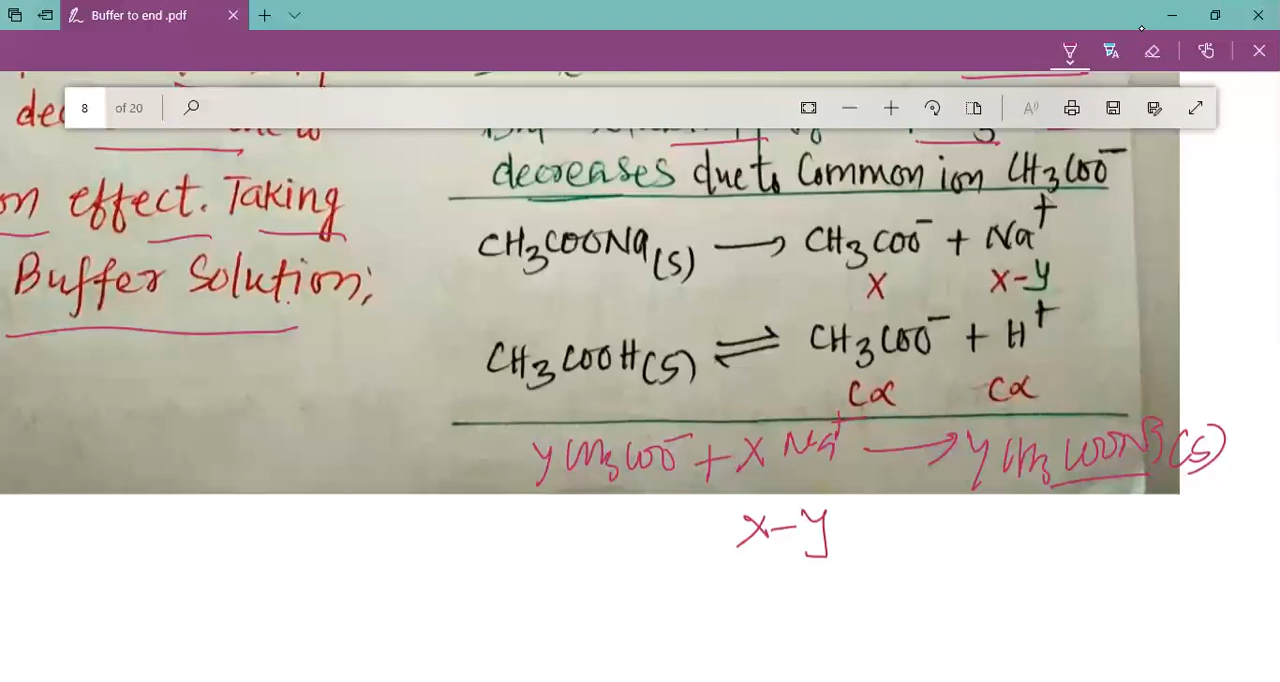 Buffer to end .pdf
8 of 20
decreases due to Common ion CH₃COO⁻
on effect. Taking
Buffer Solution;
CH₃COONa(s) ⟶ CH₃COO⁻ + Na⁺
x x-y
CH₃COOH(s) ⇌ CH₃COO⁻ + H⁺
Cα Cα
y CH₃COO⁻ + x Na⁺ ⟶ y CH₃COONa(s)
x-y